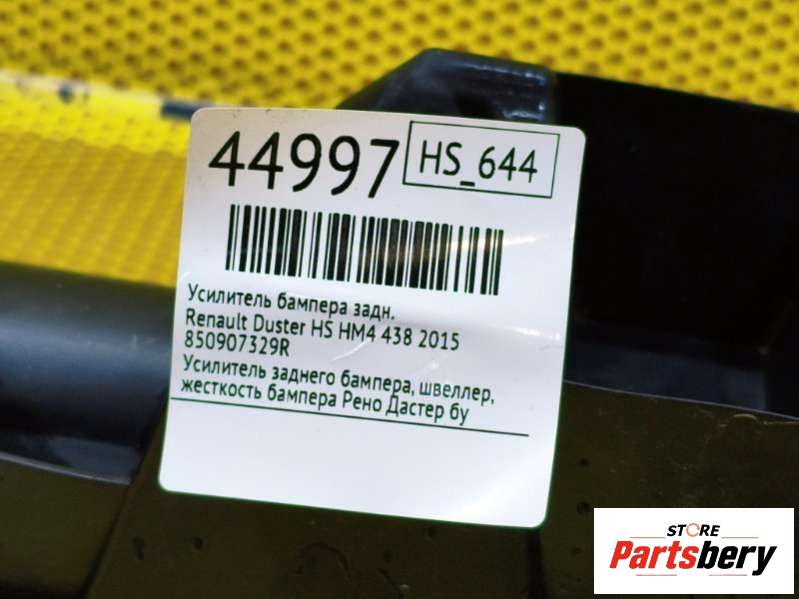 44997
HS_644
Усилитель бампера задн.
Renault Duster HS HM4 438 2015
850907329R
Усилитель заднего бампера, швеллер,
жесткость бампера Рено Дастер бу
STORE
Partsbery